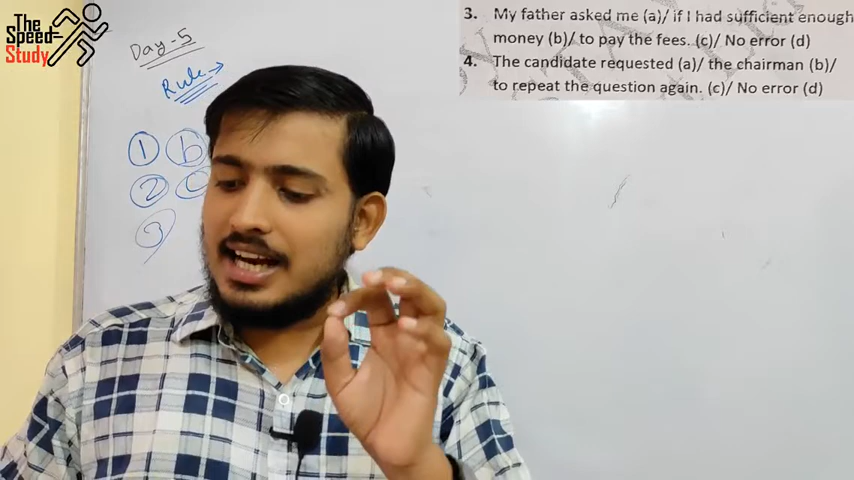 The
Speed
Study
Day-5
Rule
1 b
2 c
3
3. My father asked me (a)/ if I had sufficient enough
money (b)/ to pay the fees. (c)/ No error (d)
4. The candidate requested (a)/ the chairman (b)/
to repeat the question again. (c)/ No error (d)